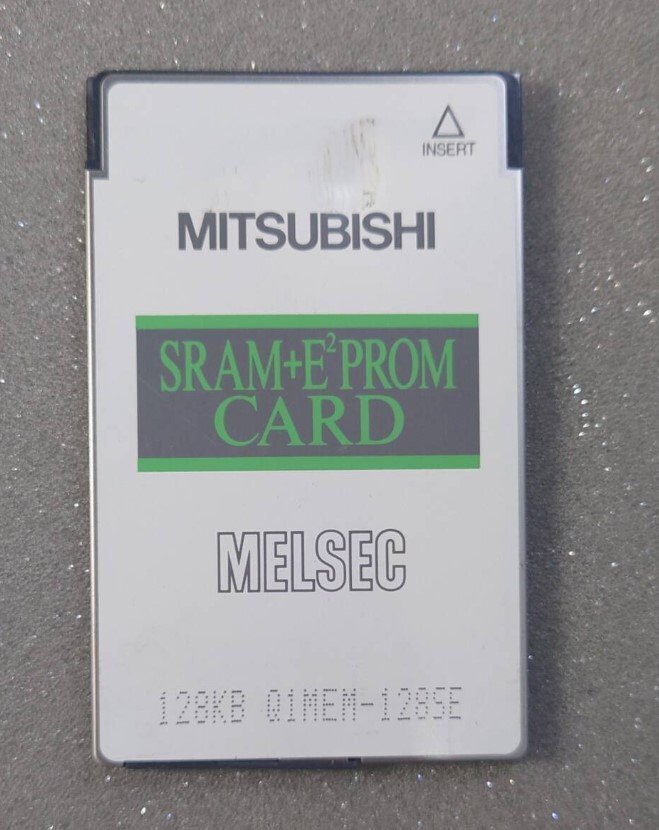 △
INSERT
MITSUBISHI
SRAM+E²PROM
CARD
MELSEC
128KB Q1MEM-128SE